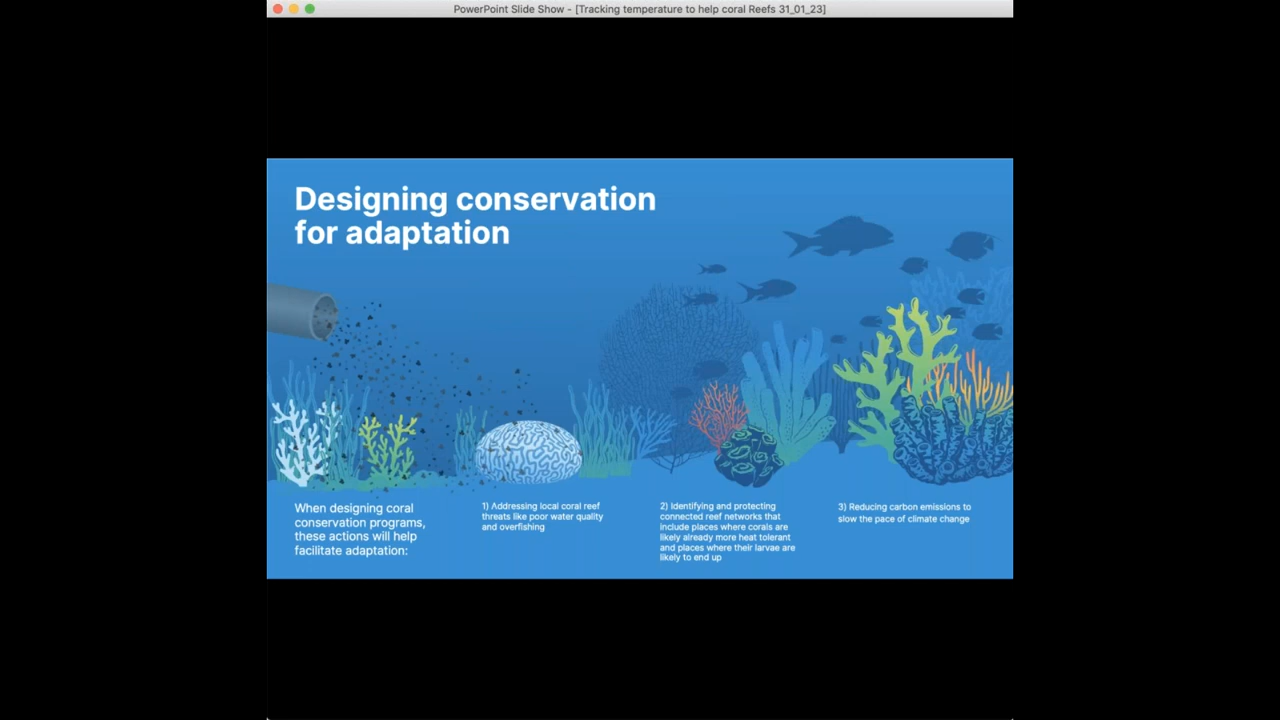 PowerPoint Slide Show - [Tracking temperature to help coral Reefs 31_01_23]
Designing conservation
for adaptation
When designing coral
conservation programs,
these actions will help
facilitate adaptation:
1) Addressing local coral reef
threats like poor water quality
and overfishing
2) Identifying and protecting
connected reef networks that
include places where corals are
likely already more heat tolerant
and places where their larvae are
likely to end up
3) Reducing carbon emissions to
slow the pace of climate change